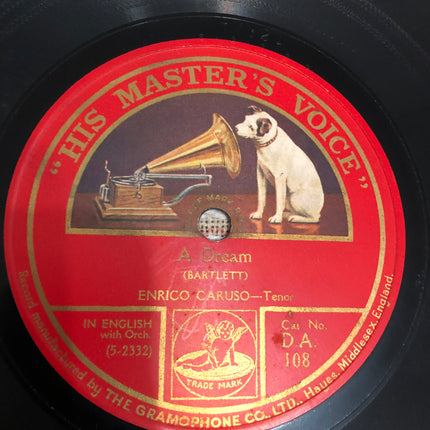 "HIS MASTER'S VOICE"
A Dream
(BARTLETT)
ENRICO CARUSO—Tenor
IN ENGLISH
with Orch.
(5-2332)
Cat No.
D.A.
108
TRADE MARK
Record manufactured by THE GRAMOPHONE CO., LTD., Hayes, Middlesex, England.